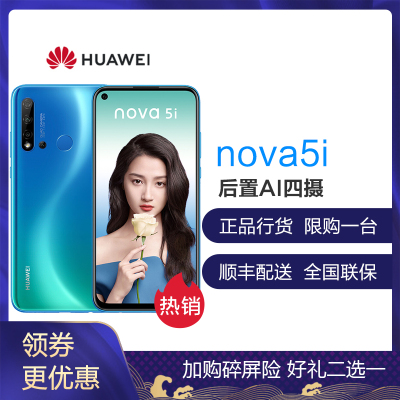 HUAWEI
nova 5i
HUAWEI
nova5i
后置AI四摄
正品行货 限购一台
顺丰配送 全国联保
热销
领券
更优惠
加购碎屏险 好礼二选一